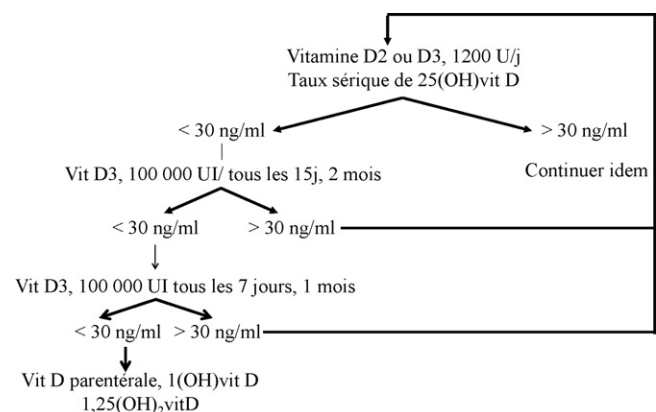 Vitamine D2 ou D3, 1200 U/j
Taux sérique de 25(OH)vit D
< 30 ng/ml
> 30 ng/ml
Vit D3, 100 000 UI/ tous les 15j, 2 mois
Continuer idem
< 30 ng/ml
> 30 ng/ml
Vit D3, 100 000 UI tous les 7 jours, 1 mois
< 30 ng/ml
> 30 ng/ml
Vit D parentérale, 1(OH)vit D
1,25(OH)₂vitD